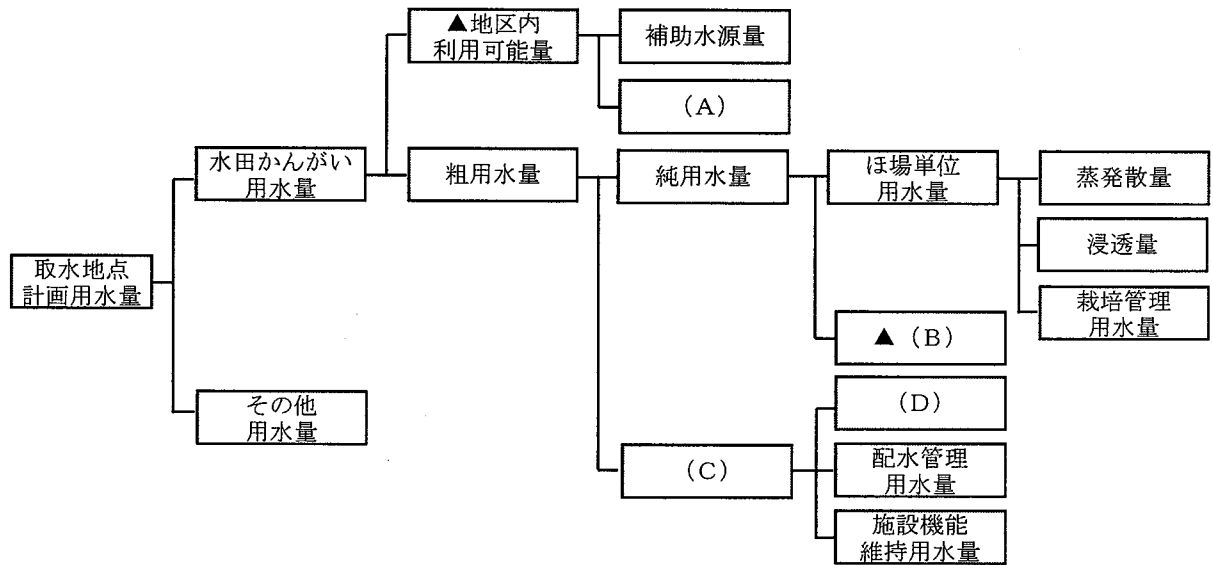 ▲地区内
利用可能量
補助水源量
(A)
水田かんがい
用水量
粗用水量
純用水量
ほ場単位
用水量
蒸発散量
浸透量
栽培管理
用水量
取水地点
計画用水量
▲(B)
その他
用水量
(D)
(C)
配水管理
用水量
施設機能
維持用水量